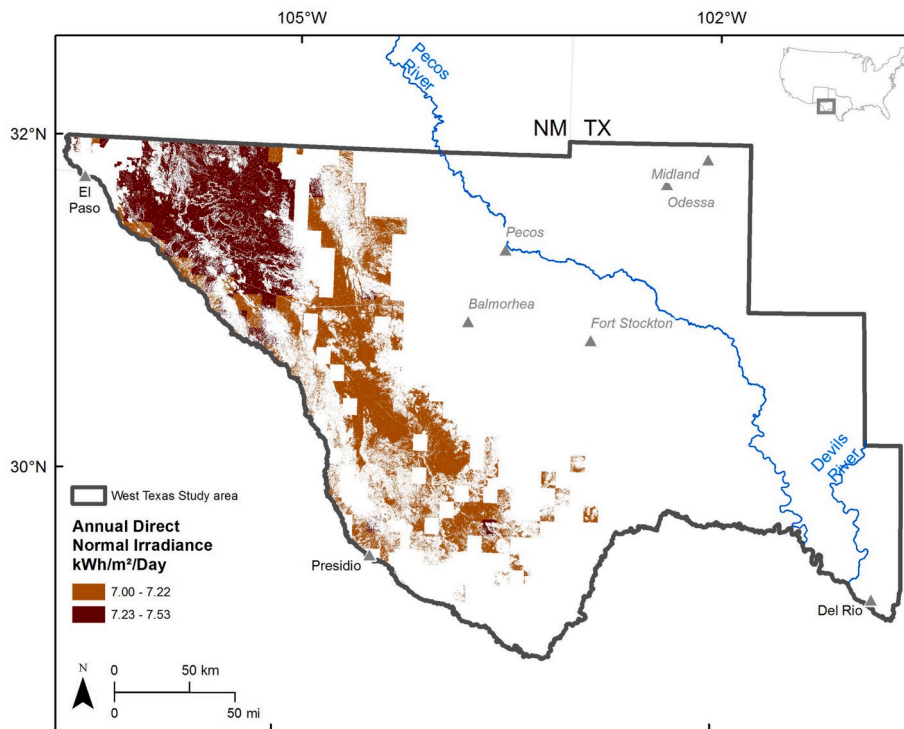 105°W
102°W
Pecos
River
32°N
NM TX
El
Paso
Midland
Odessa
Pecos
Balmorhea
Fort Stockton
30°N
Devils
River
West Texas Study area
Annual Direct
Normal Irradiance
kWh/m²/Day
7.00 - 7.22
7.23 - 7.53
Presidio
Del Rio
N
0 50 km
0 50 mi